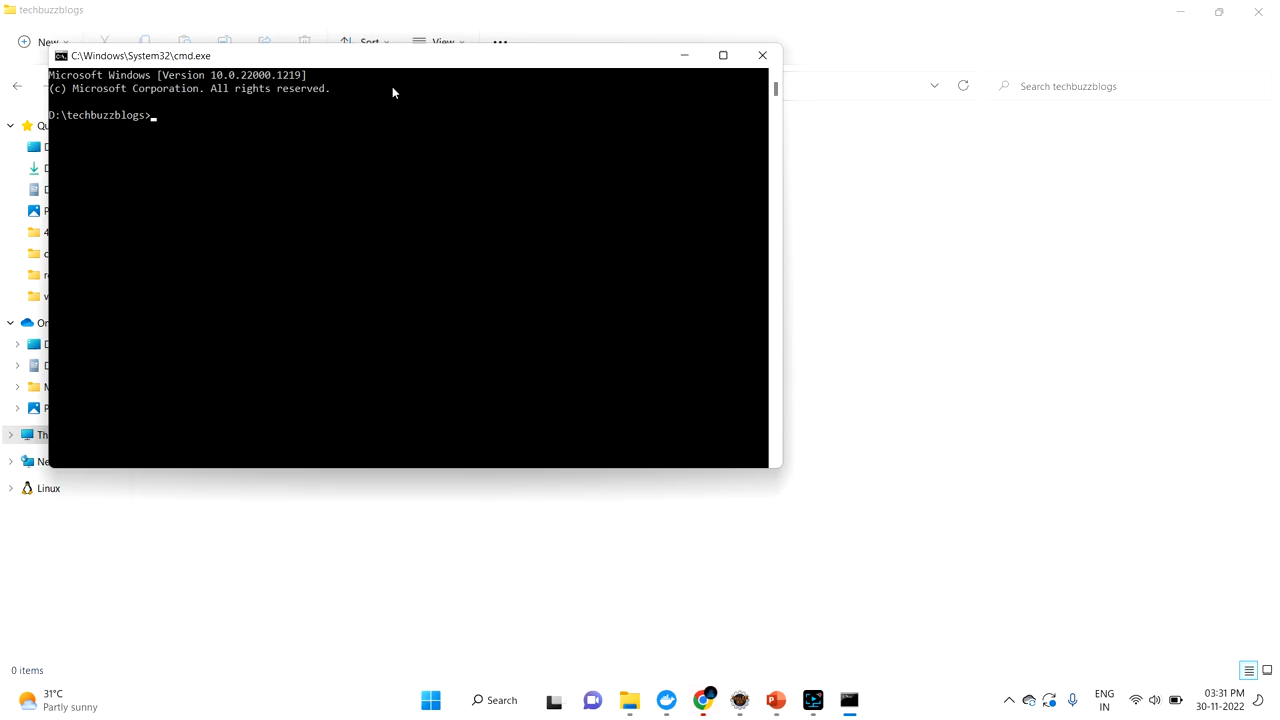 techbuzzblogs
New
Sort
View
C:\Windows\System32\cmd.exe
Microsoft Windows [Version 10.0.22000.1219]
(c) Microsoft Corporation. All rights reserved.
D:\techbuzzblogs>
Search techbuzzblogs
Linux
0 items
31°C
Partly sunny
Search
ENG
IN
03:31 PM
30-11-2022